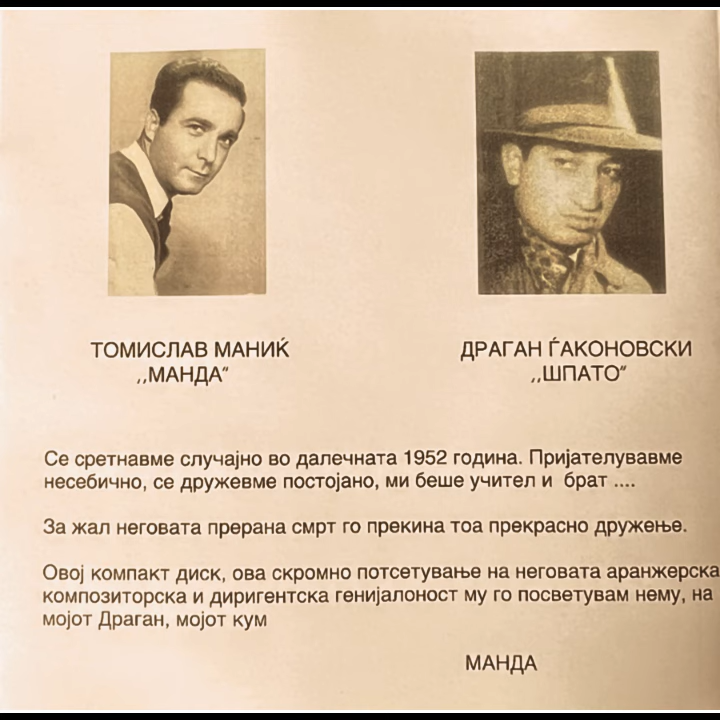 ТОМИСЛАВ МАНИЌ
,,МАНДА“
ДРАГАН ЃАКОНОВСКИ
,,ШПАТО“
Се сретнавме случајно во далечната 1952 година. Пријателувавме
несебично, се дружевме постојано, ми беше учител и брат ....
За жал неговата прерана смрт го прекина тоа прекрасно дружење.
Овој компакт диск, ова скромно потсетување на неговата аранжерска
композиторска и диригентска генијалоност му го посветувам нему, на
мојот Драган, мојот кум
МАНДА